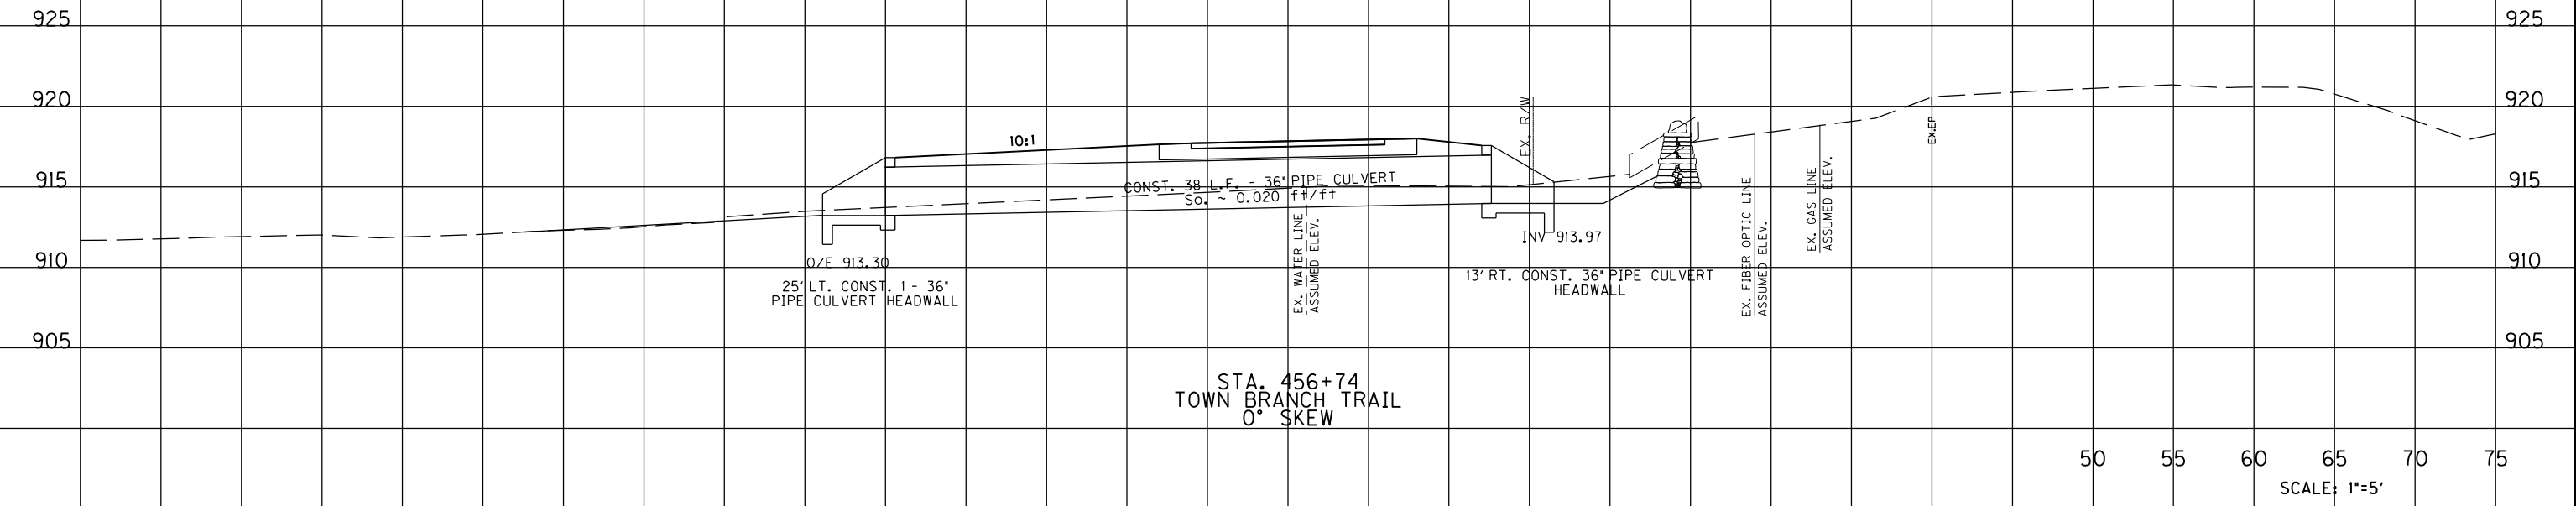 925
925
920
920
915
915
910
910
905
905
10:1
CONST. 38 L.F. - 36" PIPE CULVERT
So. ~ 0.020 ft/ft
EX. R/W
EX.EP
O/E 913.30
25' LT. CONST. 1 - 36"
PIPE CULVERT HEADWALL
EX. WATER LINE
ASSUMED ELEV.
INV 913.97
13' RT. CONST. 36" PIPE CULVERT
HEADWALL
EX. FIBER OPTIC LINE
ASSUMED ELEV.
EX. GAS LINE
ASSUMED ELEV.
STA. 456+74
TOWN BRANCH TRAIL
0° SKEW
50 55 60 65 70 75
SCALE: 1"=5'